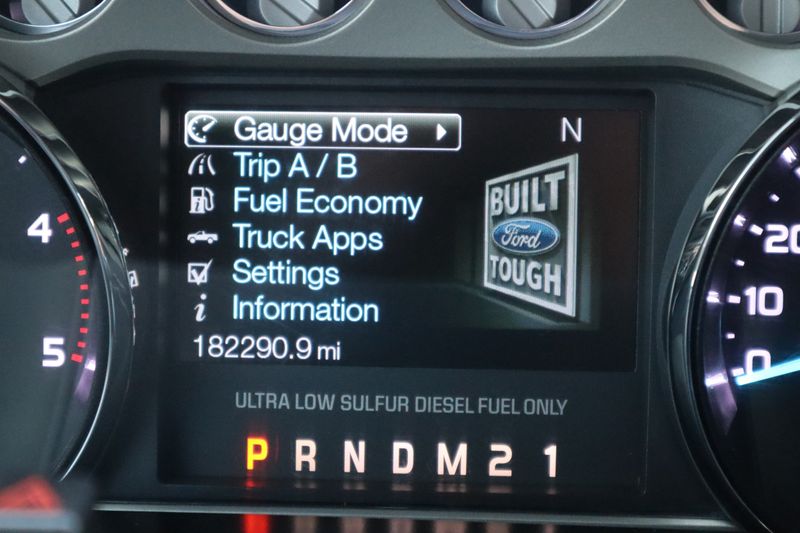 Gauge Mode
N
Trip A / B
Fuel Economy
Truck Apps
Settings
Information
182290.9 mi
BUILT
Ford
TOUGH
ULTRA LOW SULFUR DIESEL FUEL ONLY
P R N D M 2 1
4
5
20
10
0